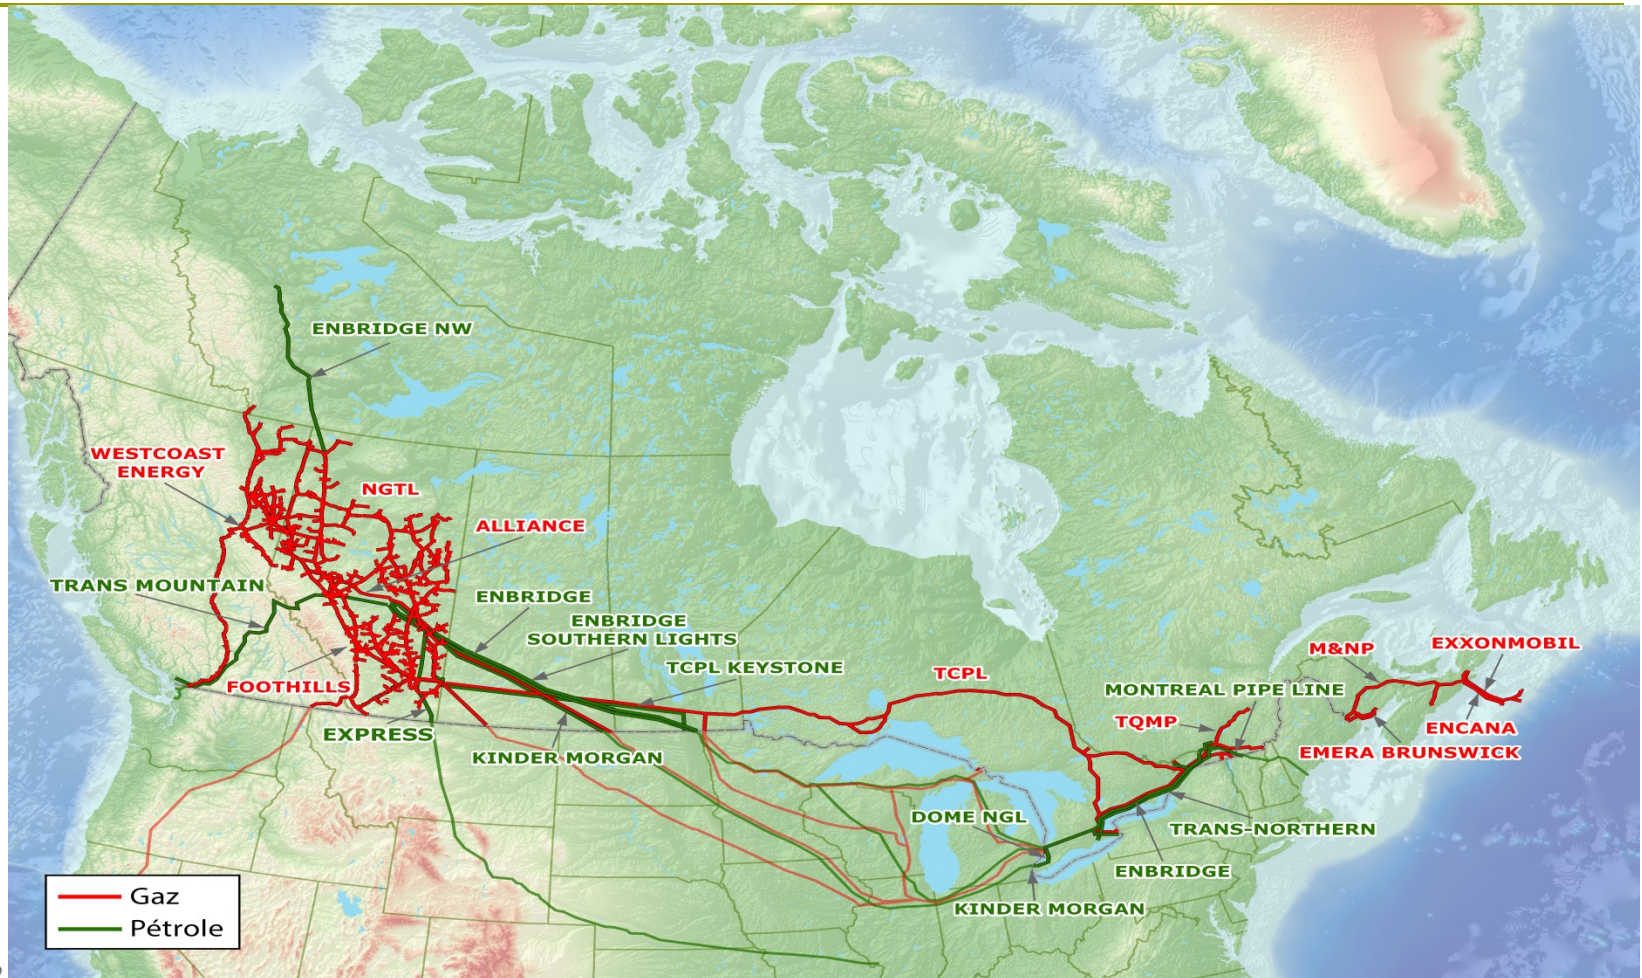 ENBRIDGE NW
WESTCOAST
ENERGY
NGTL
ALLIANCE
TRANS MOUNTAIN
ENBRIDGE
ENBRIDGE
SOUTHERN LIGHTS
TCPL KEYSTONE
TCPL
M&NP
EXXONMOBIL
FOOTHILLS
MONTREAL PIPE LINE
TQMP
ENCANA
EXPRESS
EMERA BRUNSWICK
KINDER MORGAN
DOME NGL
TRANS-NORTHERN
ENBRIDGE
KINDER MORGAN
Gaz
Pétrole